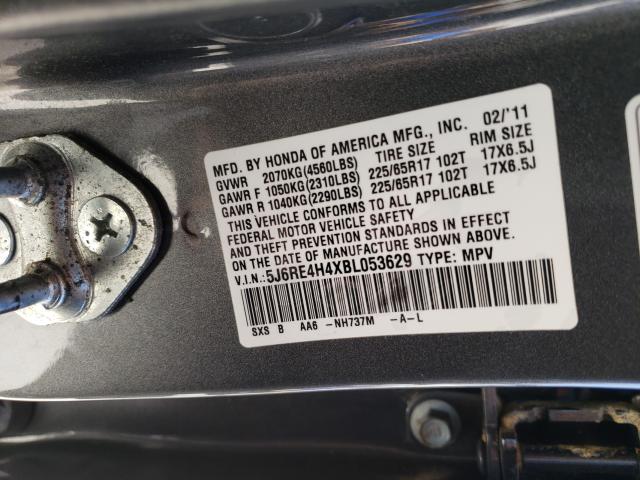 MFD. BY HONDA OF AMERICA MFG., INC. 02/'11
GVWR 2070KG(4560LBS) TIRE SIZE RIM SIZE
GAWR F 1050KG(2310LBS) 225/65R17 102T 17X6.5J
GAWR R 1040KG(2290LBS) 225/65R17 102T 17X6.5J
THIS VEHICLE CONFORMS TO ALL APPLICABLE
FEDERAL MOTOR VEHICLE SAFETY
AND THEFT PREVENTION STANDARDS IN EFFECT
ON THE DATE OF MANUFACTURE SHOWN ABOVE.
V.I.N.: 5J6RE4H4XBL053629 TYPE: MPV
SXS B AA6 -NH737M -A-L